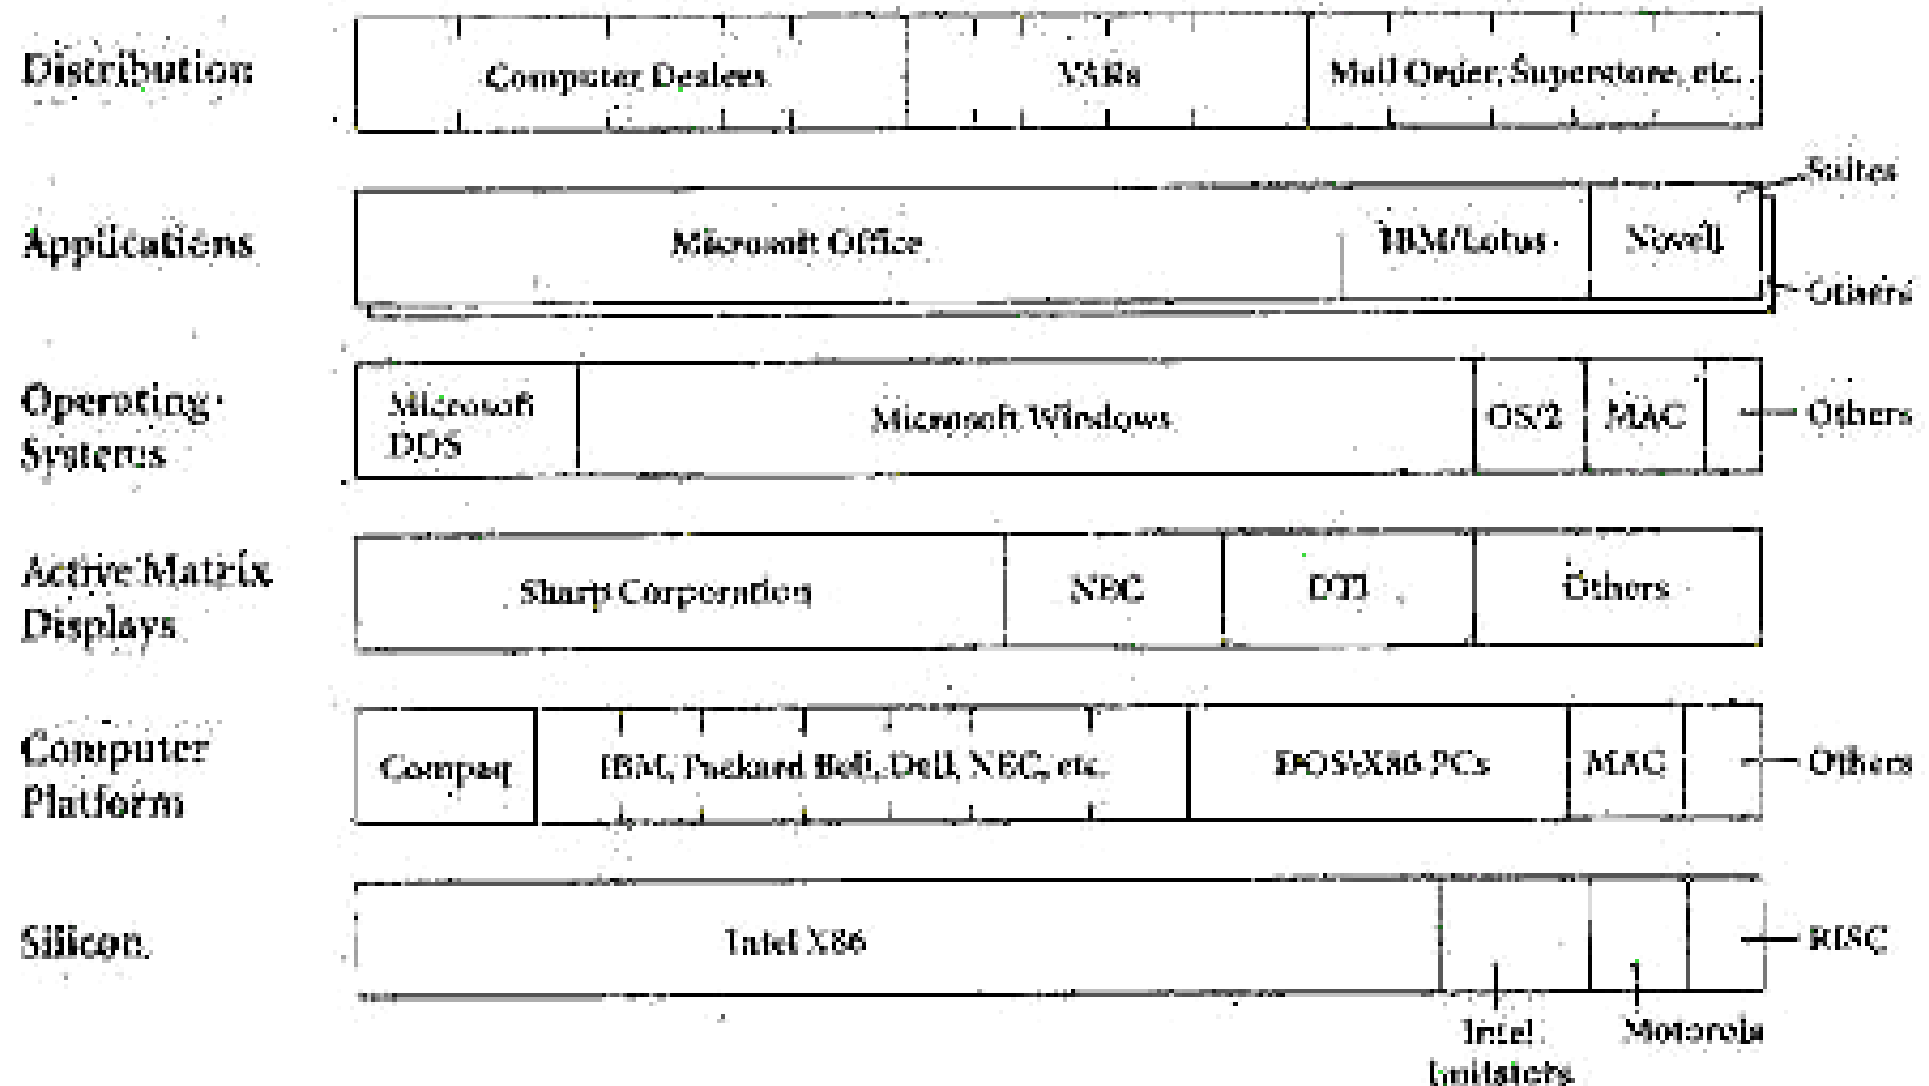 Distribution
Computer Dealers
VARs
Mail Order, Superstore, etc.
Applications
Microsoft Office
IBM/Lotus
Novell
Suites
Others
Operating
Systems
Microsoft
DOS
Microsoft Windows
OS/2
MAC
Others
Active Matrix
Displays
Sharp Corporation
NEC
DTI
Others
Computer
Platform
Compaq
IBM, Packard Bell, Dell, NEC, etc.
DOS\X86 PCs
MAC
Others
Silicon
Intel X86
RISC
Intel
Imitators
Motorola